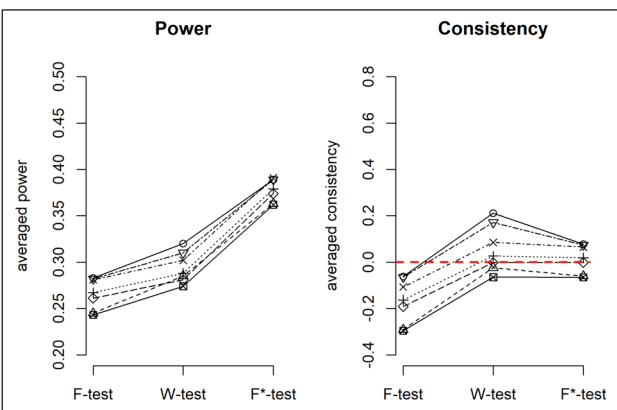 Power
averaged power
0.50
0.45
0.40
0.35
0.30
0.25
0.20
F-test W-test F*-test
Consistency
averaged consistency
0.8
0.6
0.4
0.2
0.0
-0.2
-0.4
F-test W-test F*-test